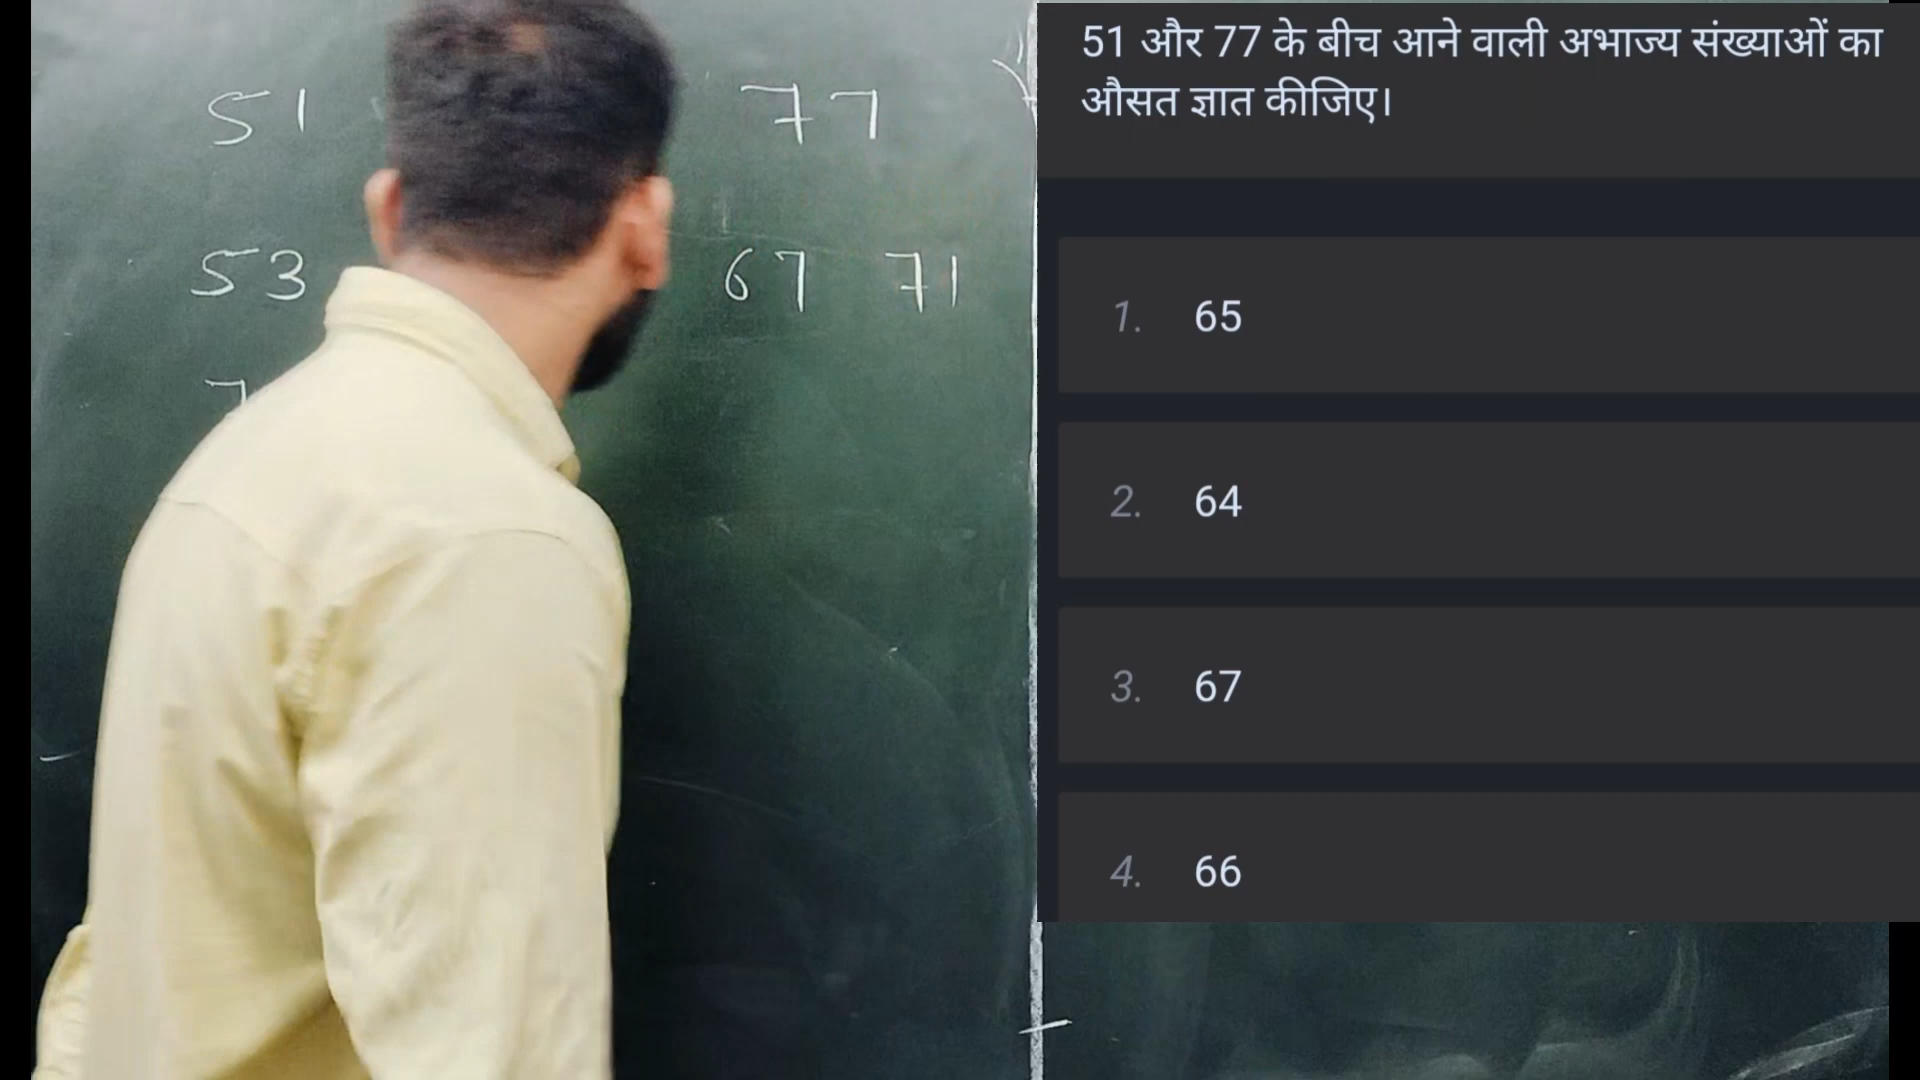 51 77
53 67 71
7
51 और 77 के बीच आने वाली अभाज्य संख्याओं का
औसत ज्ञात कीजिए।
1. 65
2. 64
3. 67
4. 66